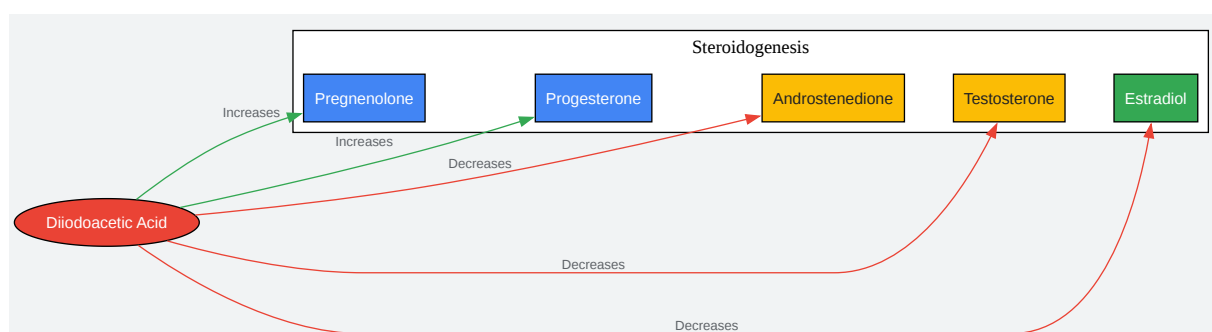 Steroidogenesis
Pregnenolone
Progesterone
Androstenedione
Testosterone
Estradiol
Increases
Increases
Decreases
Diiodoacetic Acid
Decreases
Decreases